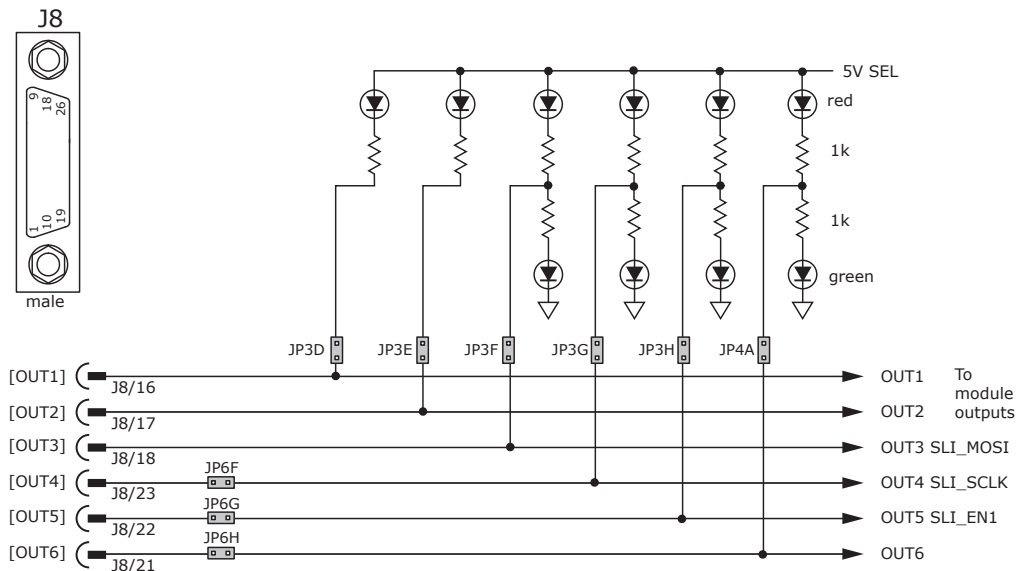 J8
9
18
26
1
10
19
male
5V SEL
red
1k
1k
green
JP3D
JP3E
JP3F
JP3G
JP3H
JP4A
[OUT1]
J8/16
OUT1
To
module
outputs
[OUT2]
J8/17
OUT2
[OUT3]
J8/18
OUT3 SLI_MOSI
[OUT4]
J8/23
JP6F
OUT4 SLI_SCLK
[OUT5]
J8/22
JP6G
OUT5 SLI_EN1
[OUT6]
J8/21
JP6H
OUT6